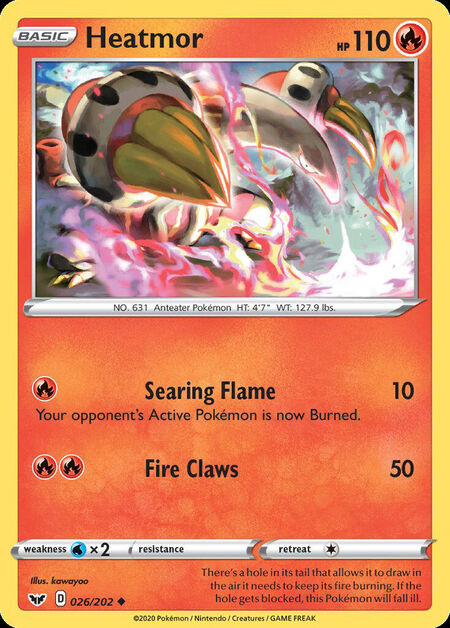 BASIC Heatmor HP 110
NO. 631 Anteater Pokémon HT: 4'7" WT: 127.9 lbs.
Searing Flame 10
Your opponent's Active Pokémon is now Burned.
Fire Claws 50
weakness ×2 resistance retreat
Illus. kawayoo
There's a hole in its tail that allows it to draw in
the air it needs to keep its fire burning. If the
hole gets blocked, this Pokémon will fall ill.
D 026/202
©2020 Pokémon / Nintendo / Creatures / GAME FREAK